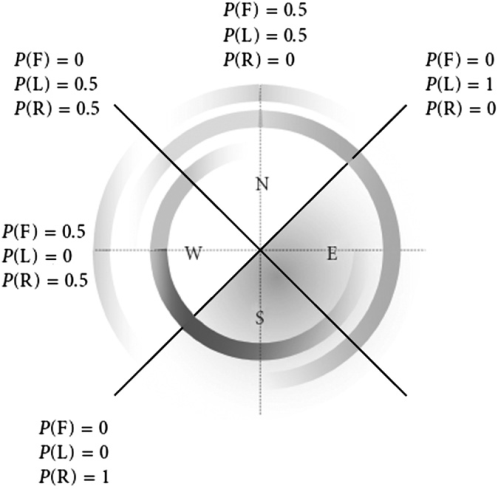 P(F) = 0.5
P(L) = 0.5
P(R) = 0
P(F) = 0
P(L) = 0.5
P(R) = 0.5
P(F) = 0
P(L) = 1
P(R) = 0
N
P(F) = 0.5
P(L) = 0
P(R) = 0.5
W
E
S
P(F) = 0
P(L) = 0
P(R) = 1